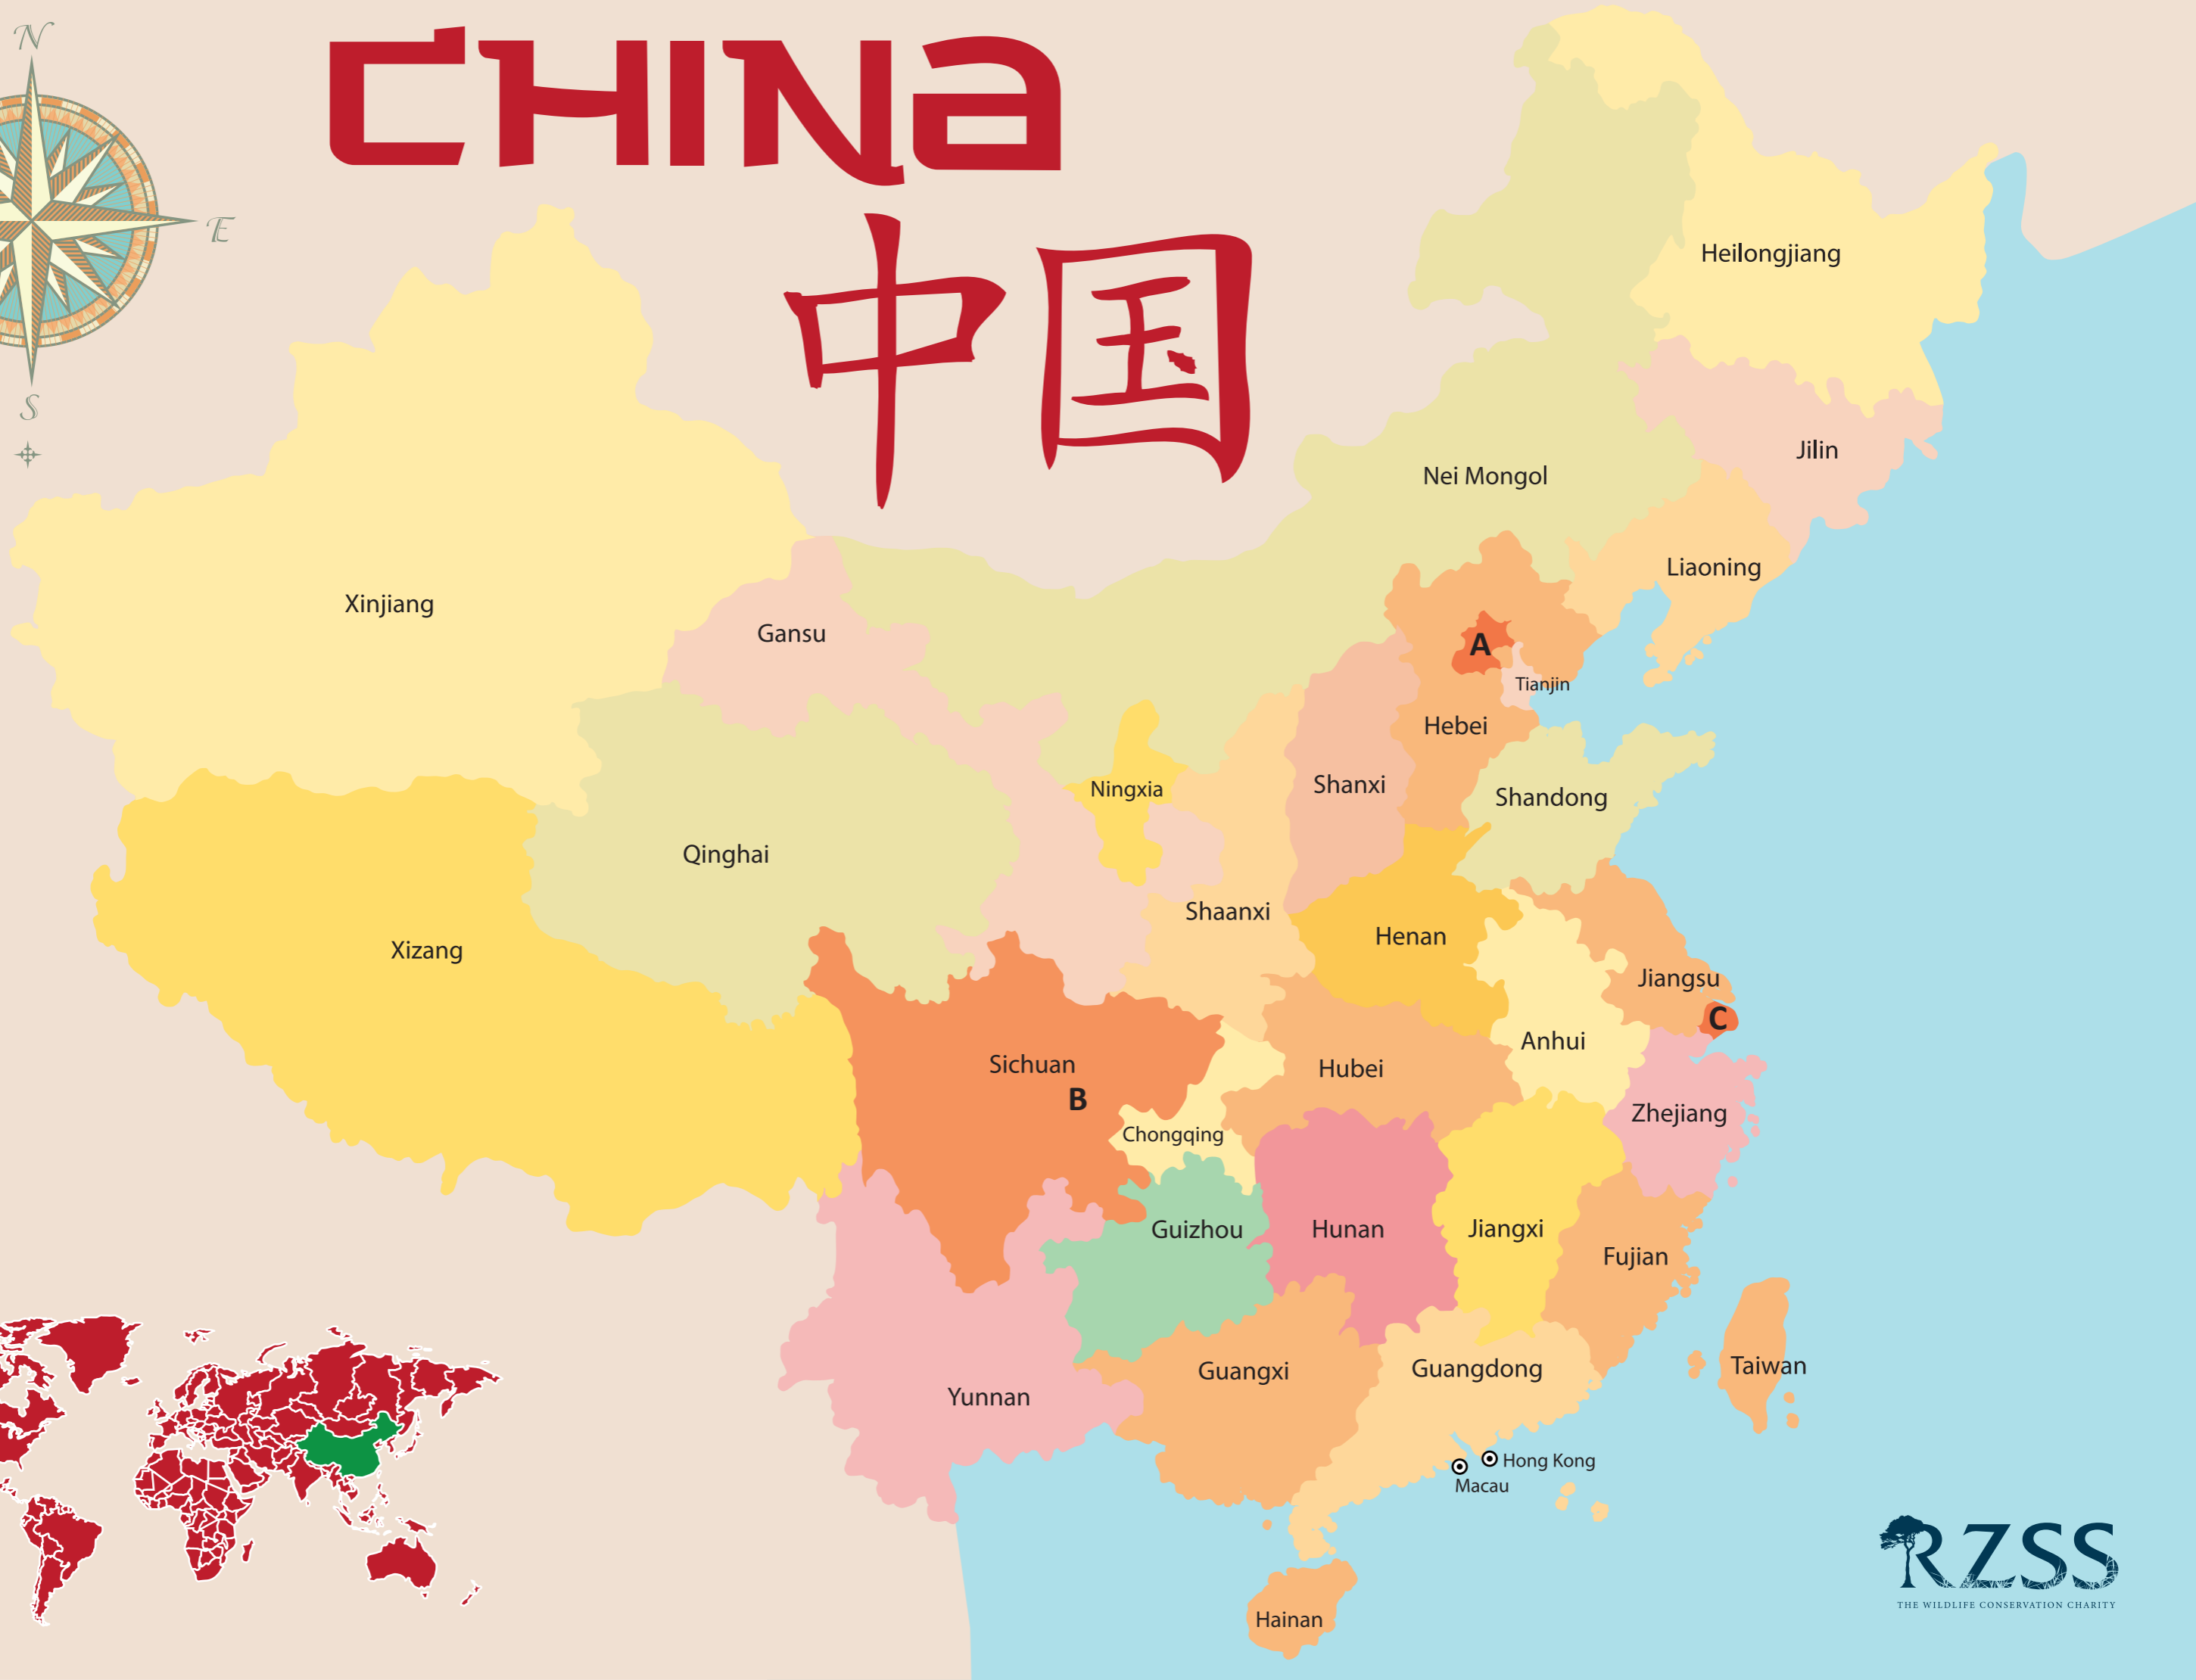 N
CHINA
E
中国
S
Heilongjiang
Jilin
Nei Mongol
Liaoning
Xinjiang
Gansu
A
Tianjin
Hebei
Shanxi
Ningxia
Shandong
Qinghai
Shaanxi
Henan
Xizang
Jiangsu
C
Anhui
Sichuan
Hubei
B
Zhejiang
Chongqing
Guizhou
Hunan
Jiangxi
Fujian
Taiwan
Guangxi
Guangdong
Yunnan
Hong Kong
Macau
Hainan
RZSS
THE WILDLIFE CONSERVATION CHARITY